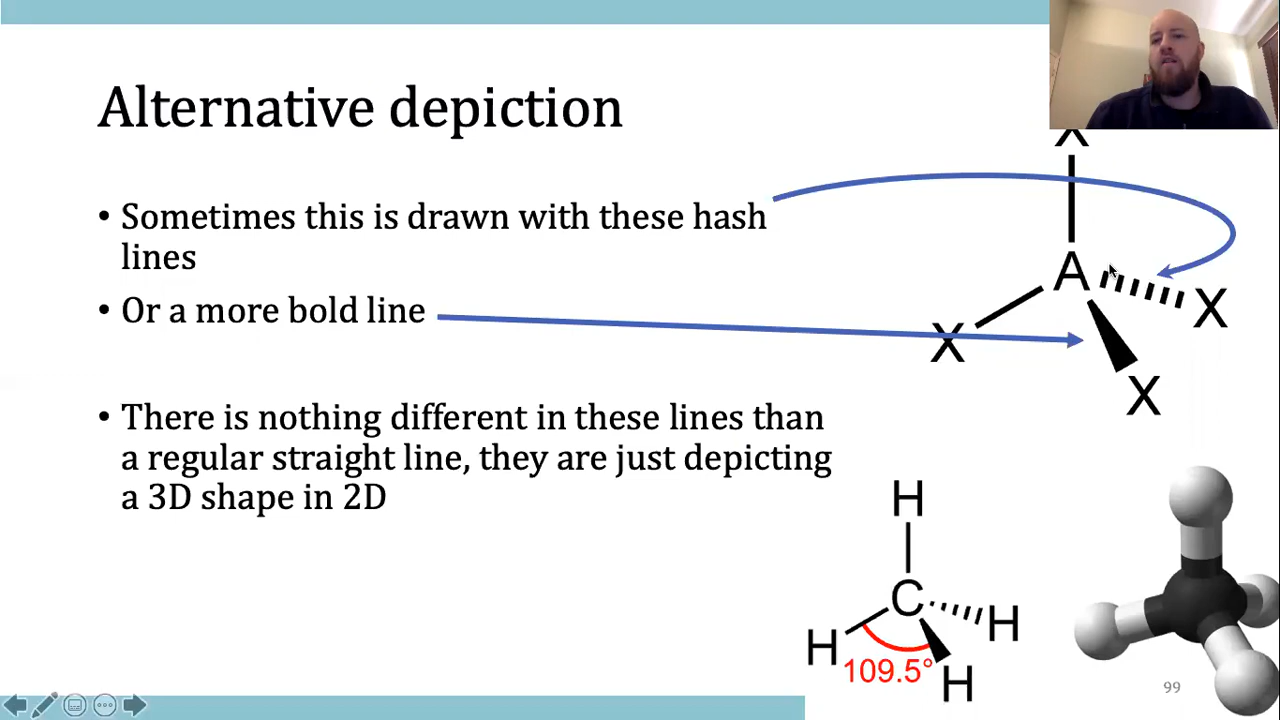 Alternative depiction
• Sometimes this is drawn with these hash
lines
• Or a more bold line
• There is nothing different in these lines than
a regular straight line, they are just depicting
a 3D shape in 2D
X
A
X
X
X
H
C
H
H
109.5°
H
99